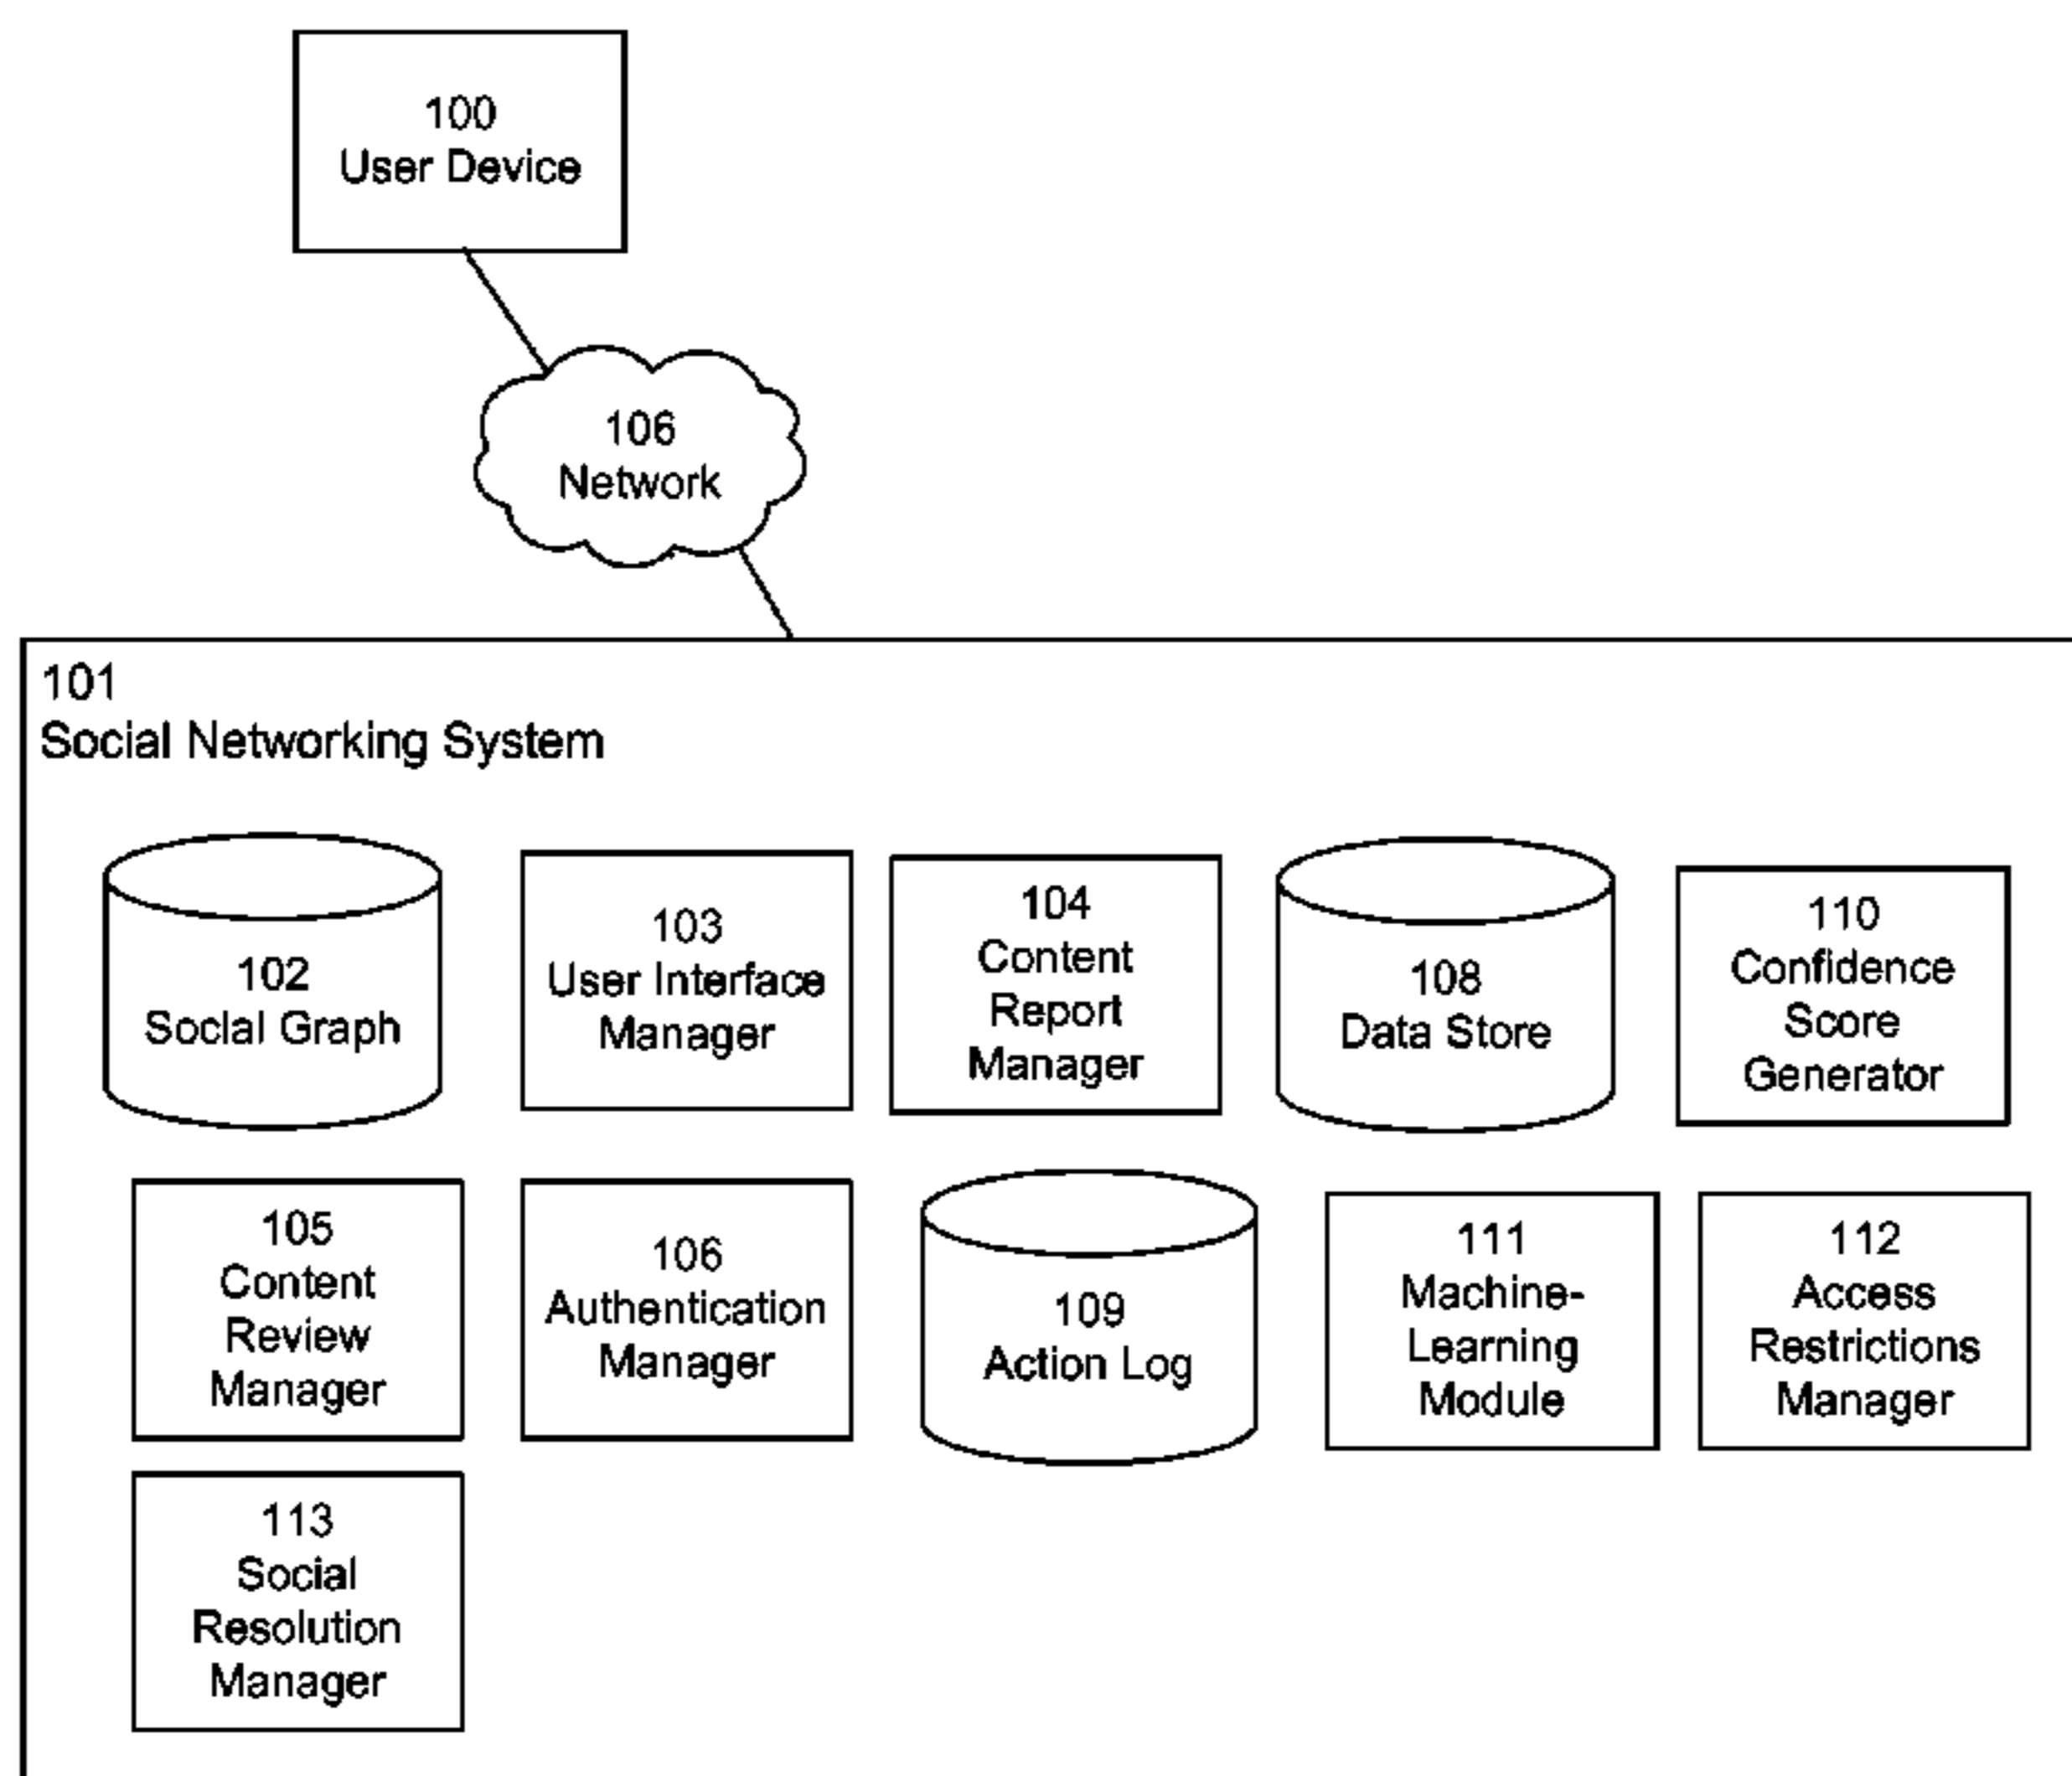 100
User Device
106
Network
101
Social Networking System
102
Social Graph
103
User Interface
Manager
104
Content
Report
Manager
108
Data Store
110
Confidence
Score
Generator
105
Content
Review
Manager
106
Authentication
Manager
109
Action Log
111
Machine-
Learning
Module
112
Access
Restrictions
Manager
113
Social
Resolution
Manager